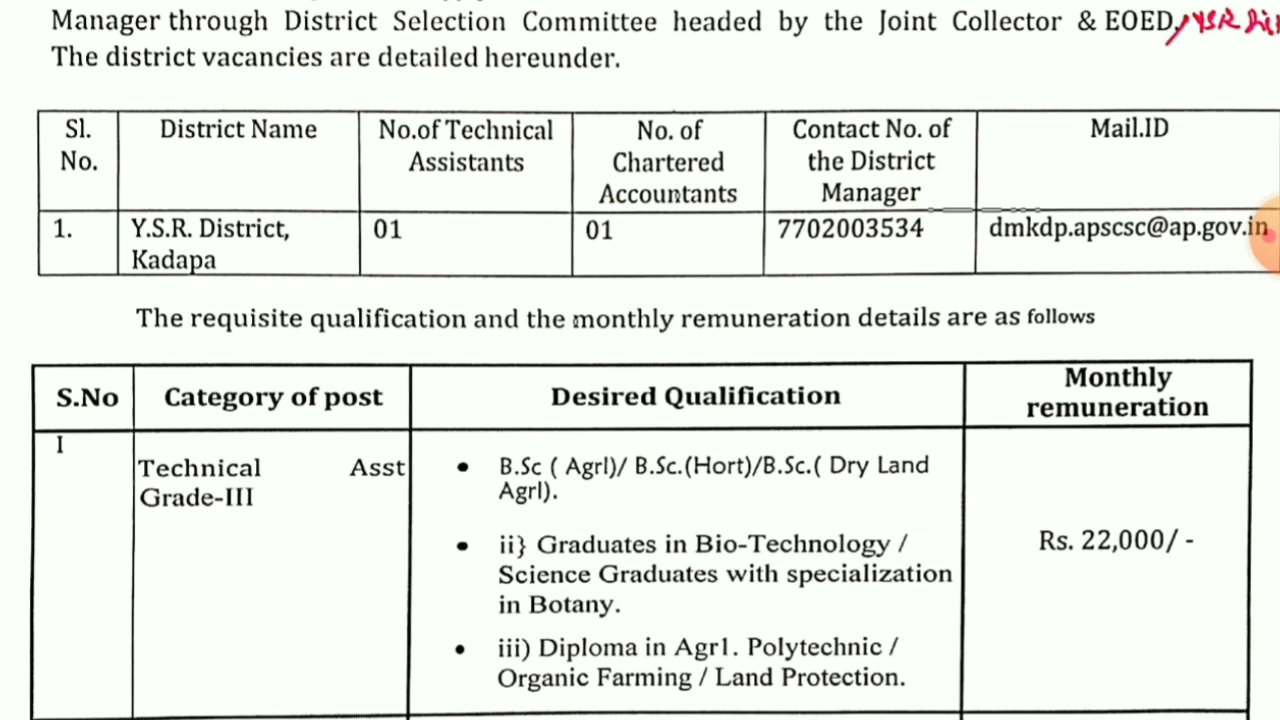 Manager through District Selection Committee headed by the Joint Collector & EOED, YSR
The district vacancies are detailed hereunder.
Sl. No. District Name No.of Technical Assistants No. of Chartered Accountants Contact No. of the District Manager Mail.ID
1. Y.S.R. District, Kadapa 01 01 7702003534 dmkdp.apscsc@ap.gov.in
The requisite qualification and the monthly remuneration details are as follows
S.No Category of post Desired Qualification Monthly remuneration
I
Technical Asst
Grade-III
B.Sc ( Agrl)/ B.Sc.(Hort)/B.Sc.( Dry Land
Agrl).
ii} Graduates in Bio-Technology /
Science Graduates with specialization
in Botany.
iii) Diploma in Agrl. Polytechnic /
Organic Farming / Land Protection.
Rs. 22,000/ -